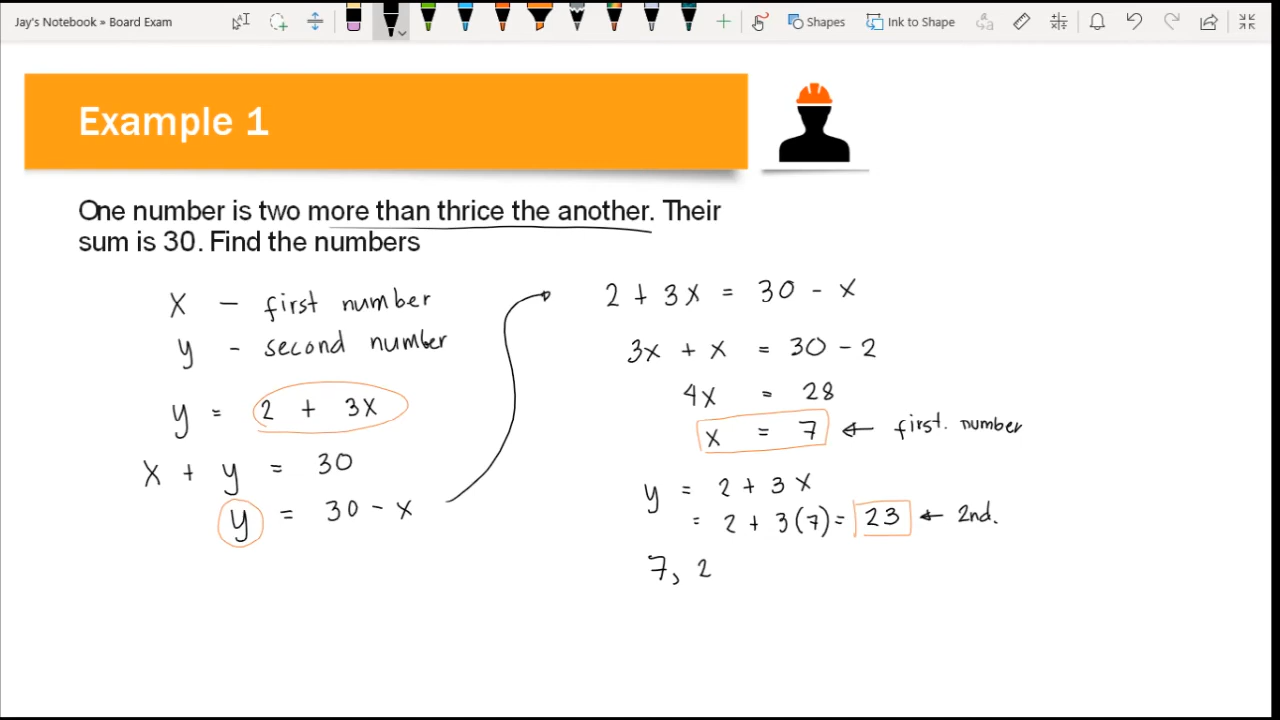 Jay's Notebook » Board Exam
Shapes
Ink to Shape
Example 1
One number is two more than thrice the another. Their
sum is 30. Find the numbers
x – first number
y - second number
y = 2 + 3x
x + y = 30
y = 30 - x
2 + 3x = 30 - x
3x + x = 30 - 2
4x = 28
x = 7 ← first. number
y = 2 + 3x
= 2 + 3(7) = 23 ← 2nd.
7, 2